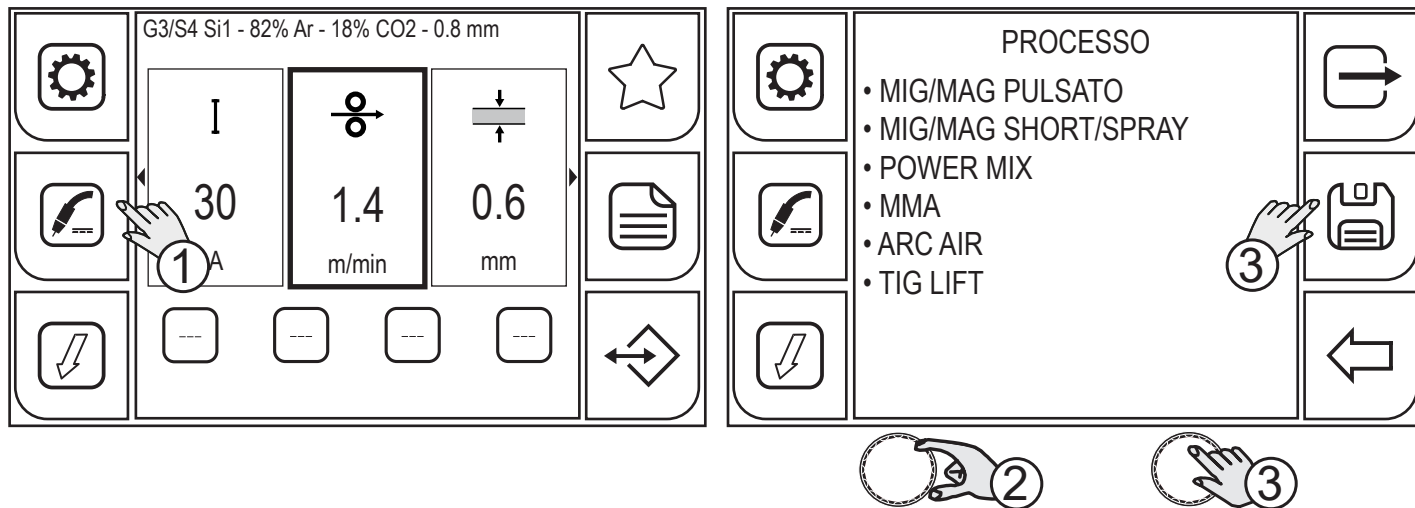 G3/S4 Si1 - 82% Ar - 18% CO2 - 0.8 mm
I
30
A
1.4
m/min
0.6
mm
---
---
---
---
1
PROCESSO
• MIG/MAG PULSATO
• MIG/MAG SHORT/SPRAY
• POWER MIX
• MMA
• ARC AIR
• TIG LIFT
3
2
3